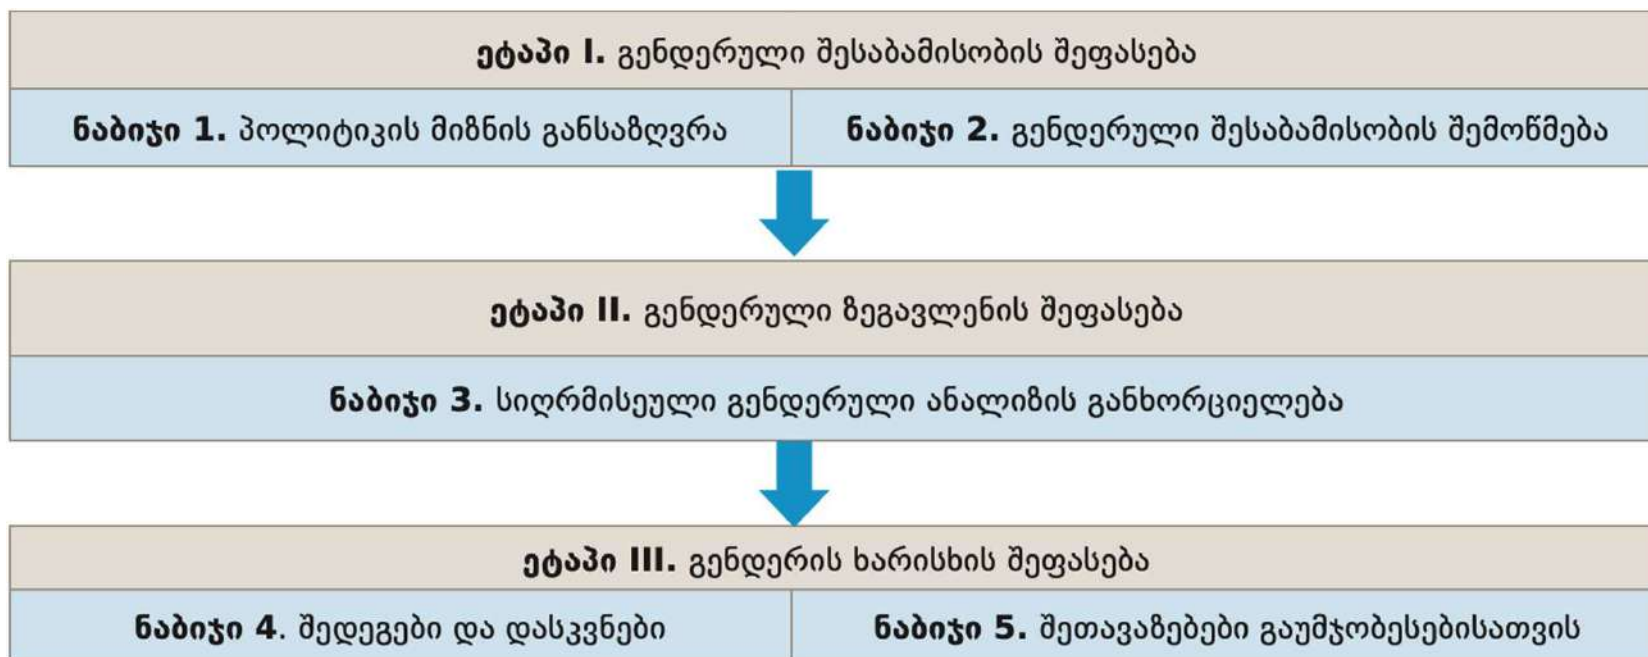 ეტაპი I. გენდერული შესაბამისობის შეფასება
ნაბიჯი 1. პოლიტიკის მიზნის განსაზღვრა
ნაბიჯი 2. გენდერული შესაბამისობის შემოწმება
ეტაპი II. გენდერული ზეგავლენის შეფასება
ნაბიჯი 3. სიღრმისეული გენდერული ანალიზის განხორციელება
ეტაპი III. გენდერის ხარისხის შეფასება
ნაბიჯი 4. შედეგები და დასკვნები
ნაბიჯი 5. შეთავაზებები გაუმჯობესებისათვის